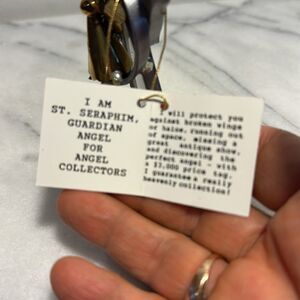 I AM
ST. SERAPHIM,
GUARDIAN
ANGEL
FOR
ANGEL
COLLECTORS
I will protect you
against broken wings
or halos, running out
of space, missing a
great antique show,
and discovering the
perfect angel - with
a $3,000 price tag.
I guarantee a really
heavenly collection!